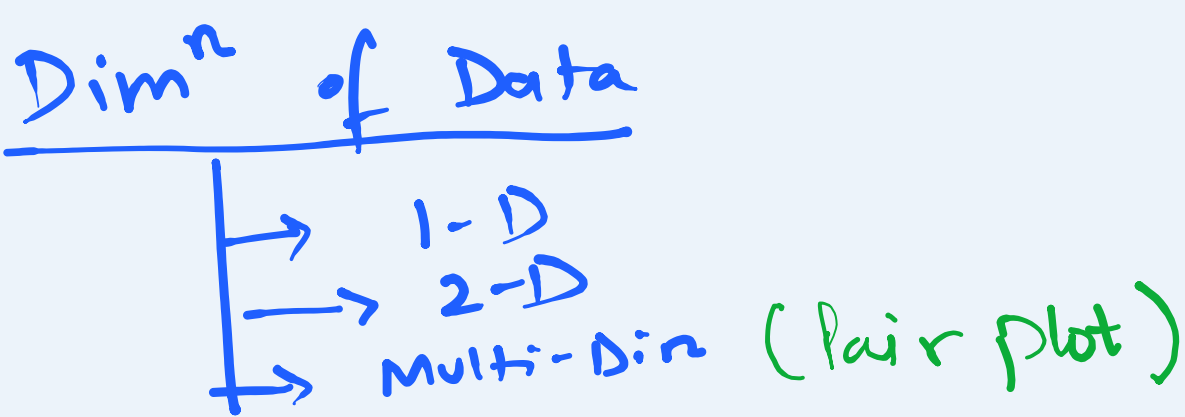 Dimⁿ of Data
1-D
2-D
Multi-Dim (Pair plot)